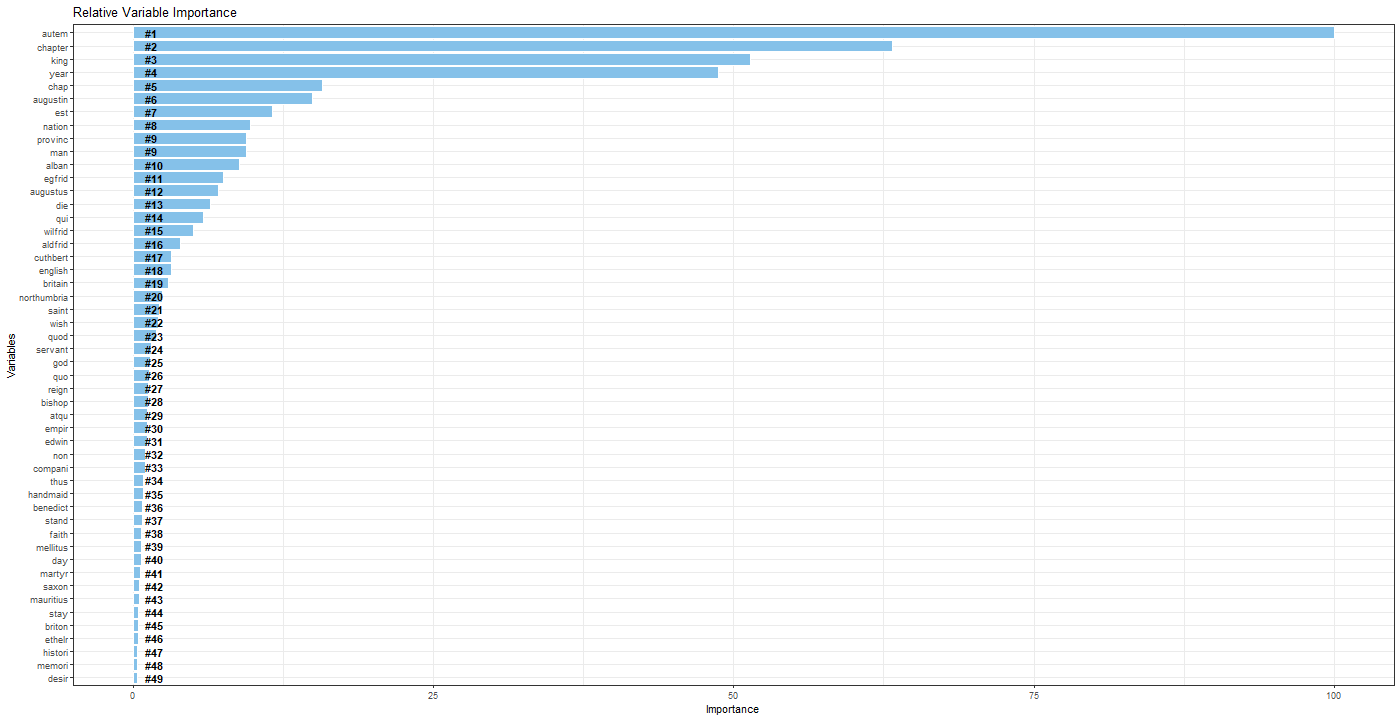 Relative Variable Importance
autem #1
chapter #2
king #3
year #4
chap #5
augustin #6
est #7
nation #8
provinc #9
man #9
alban #10
egfrid #11
augustus #12
die #13
qui #14
wilfrid #15
aldfrid #16
cuthbert #17
english #18
britain #19
northumbria #20
saint #21
wish #22
quod #23
servant #24
god #25
quo #26
reign #27
bishop #28
atqu #29
empir #30
edwin #31
non #32
compani #33
thus #34
handmaid #35
benedict #36
stand #37
faith #38
mellitus #39
day #40
martyr #41
saxon #42
mauritius #43
stay #44
briton #45
ethelr #46
histori #47
memori #48
desir #49
Variables
0 25 50 75 100
Importance